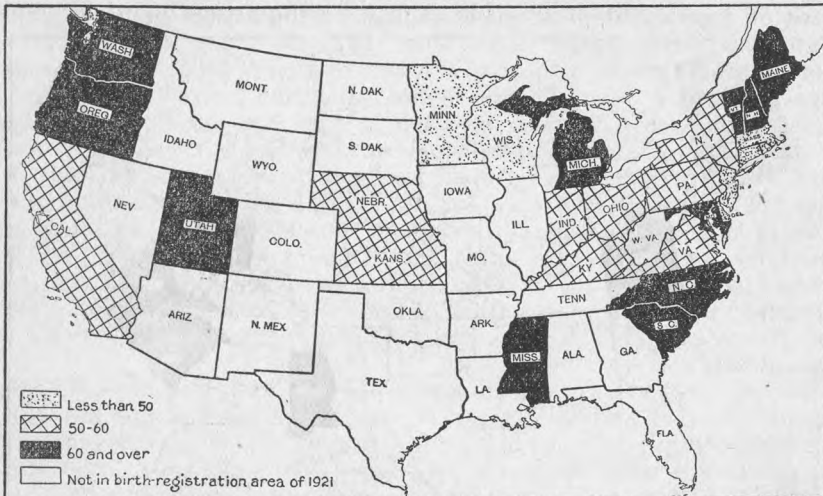 WASH.
OREG.
CAL.
NEV.
IDAHO
MONT.
WYO.
UTAH
COLO.
ARIZ.
N. MEX.
N. DAK.
S. DAK.
NEBR.
KANS.
OKLA.
TEX.
MINN.
IOWA
MO.
ARK.
LA.
WIS.
ILL.
MICH.
IND.
OHIO
KY.
TENN.
MISS.
ALA.
GA.
FLA.
S. C.
N. C.
VA.
W. VA.
PA.
N. Y.
DEL.
VT.
N. H.
MAINE
Less than 50
50-60
60 and over
Not in birth-registration area of 1921